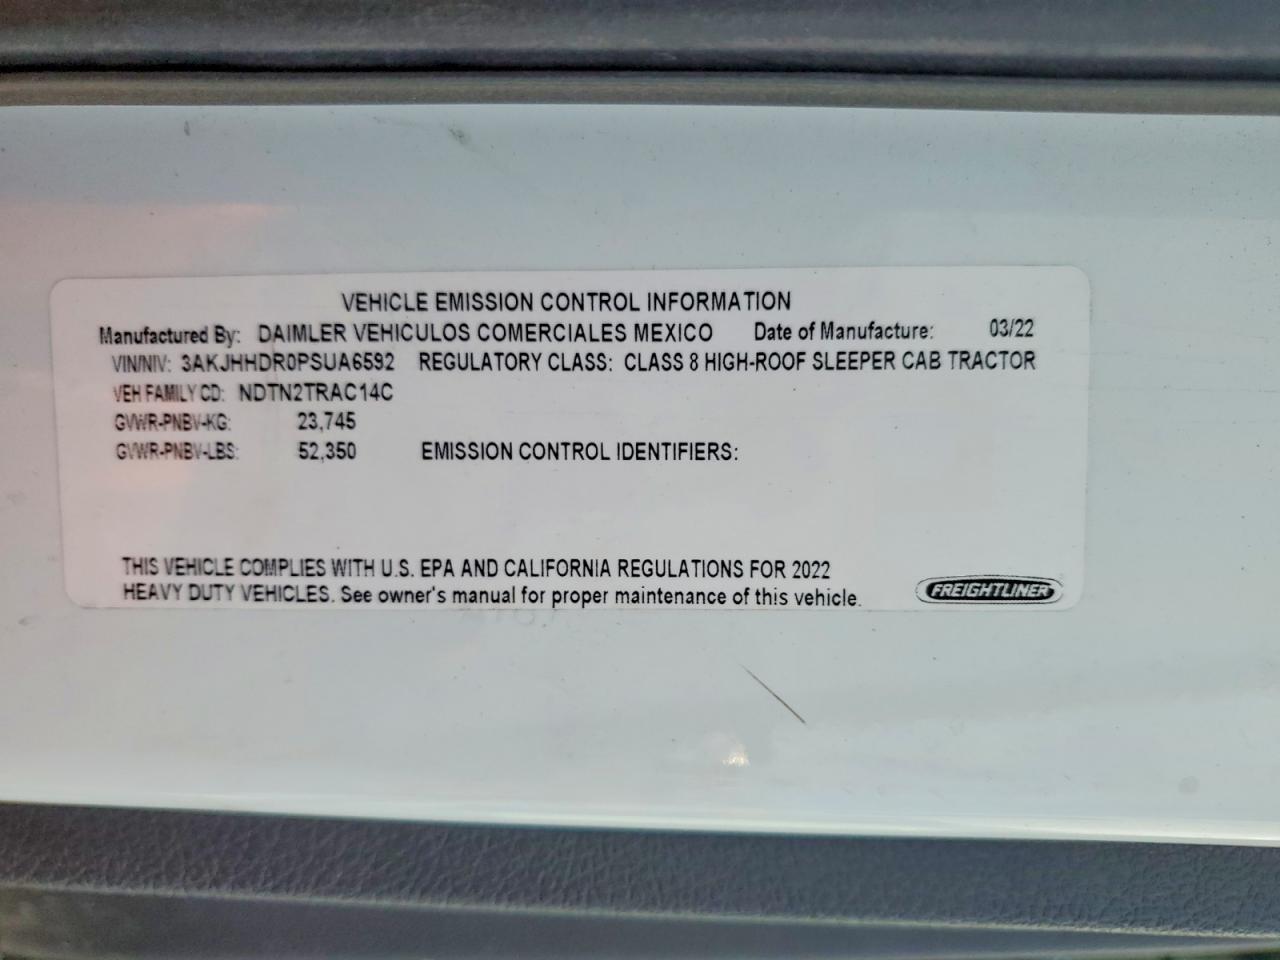 VEHICLE EMISSION CONTROL INFORMATION
Manufactured By: DAIMLER VEHICULOS COMERCIALES MEXICO Date of Manufacture: 03/22
VIN/NIV: 3AKJHHDR0PSUA6592 REGULATORY CLASS: CLASS 8 HIGH-ROOF SLEEPER CAB TRACTOR
VEH FAMILY CD: NDTN2TRAC14C
GVWR-PNBV-KG: 23,745
GVWR-PNBV-LBS: 52,350 EMISSION CONTROL IDENTIFIERS:
THIS VEHICLE COMPLIES WITH U.S. EPA AND CALIFORNIA REGULATIONS FOR 2022
HEAVY DUTY VEHICLES. See owner's manual for proper maintenance of this vehicle.
FREIGHTLINER